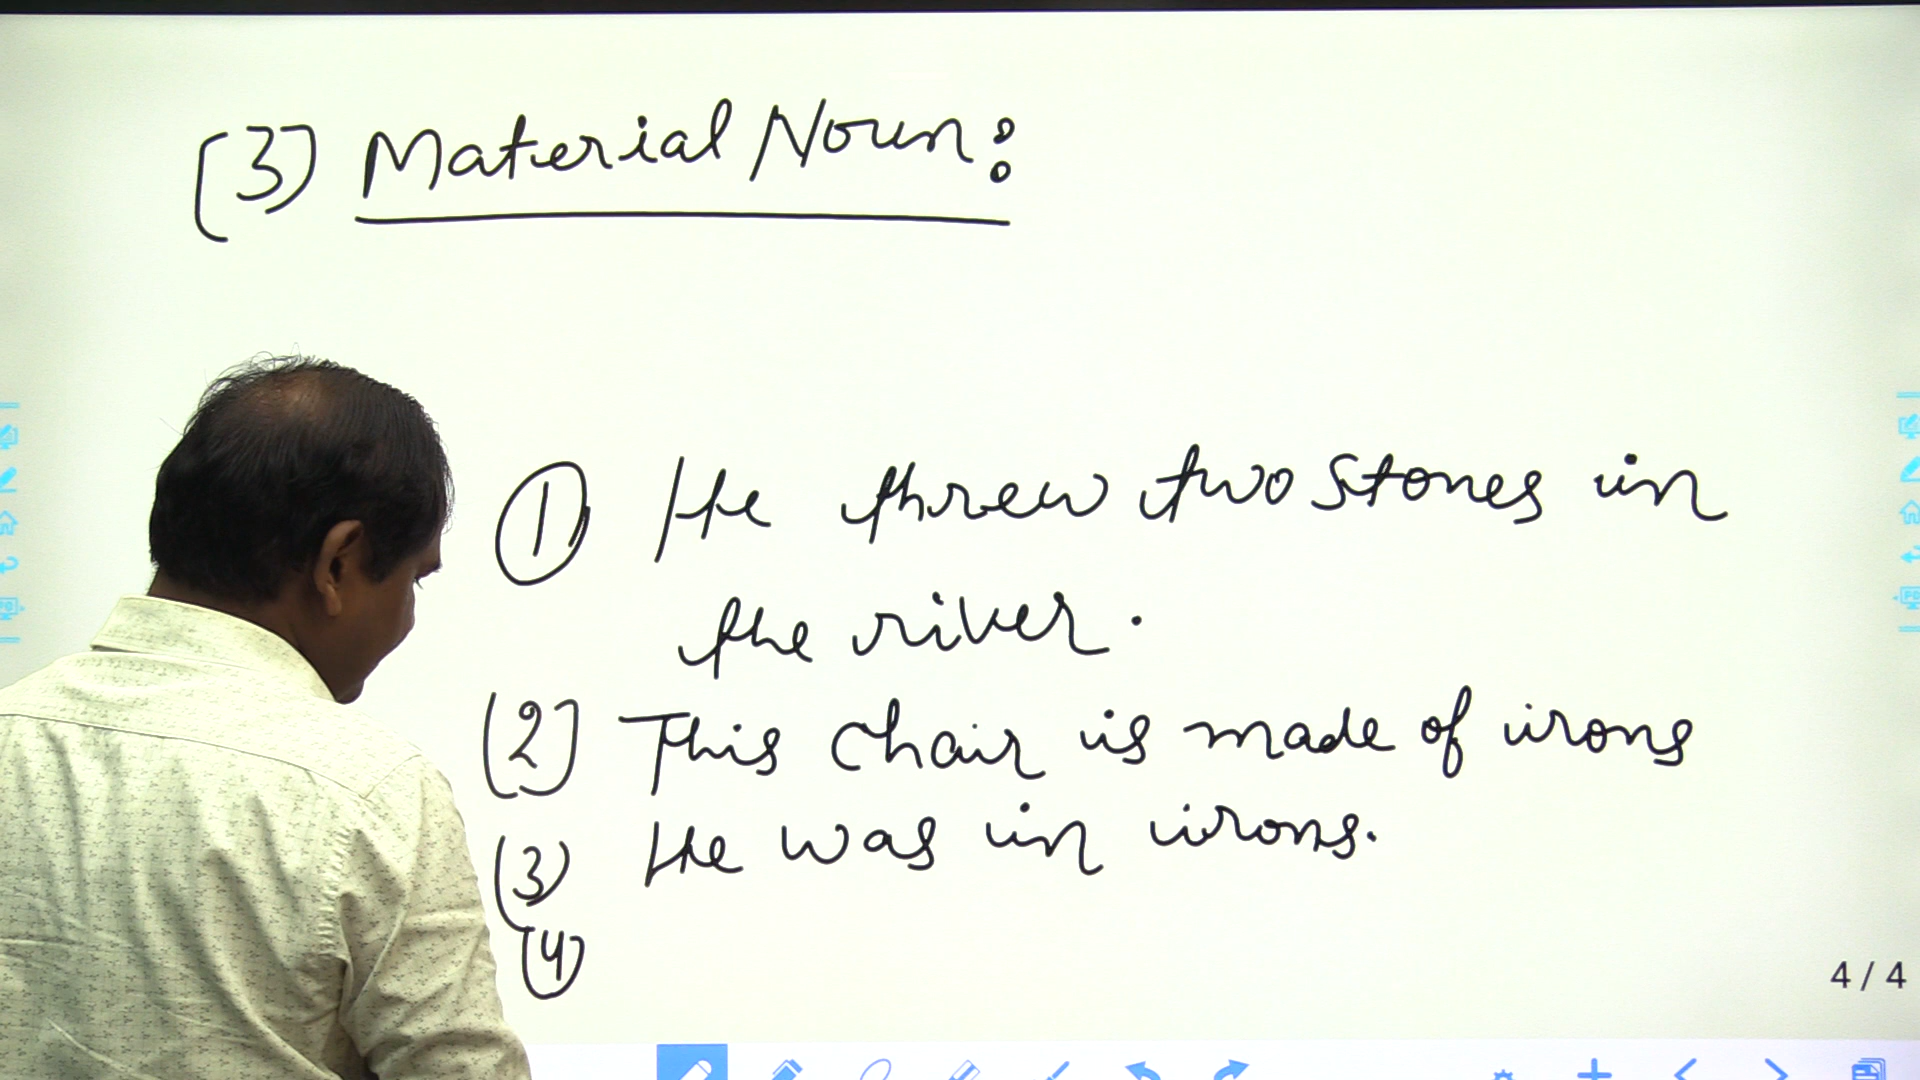 (3) Material Noun:
1 He threw two stones in
the river.
(2) This chair is made of irons
(3) He was in irons.
(4)
4 / 4